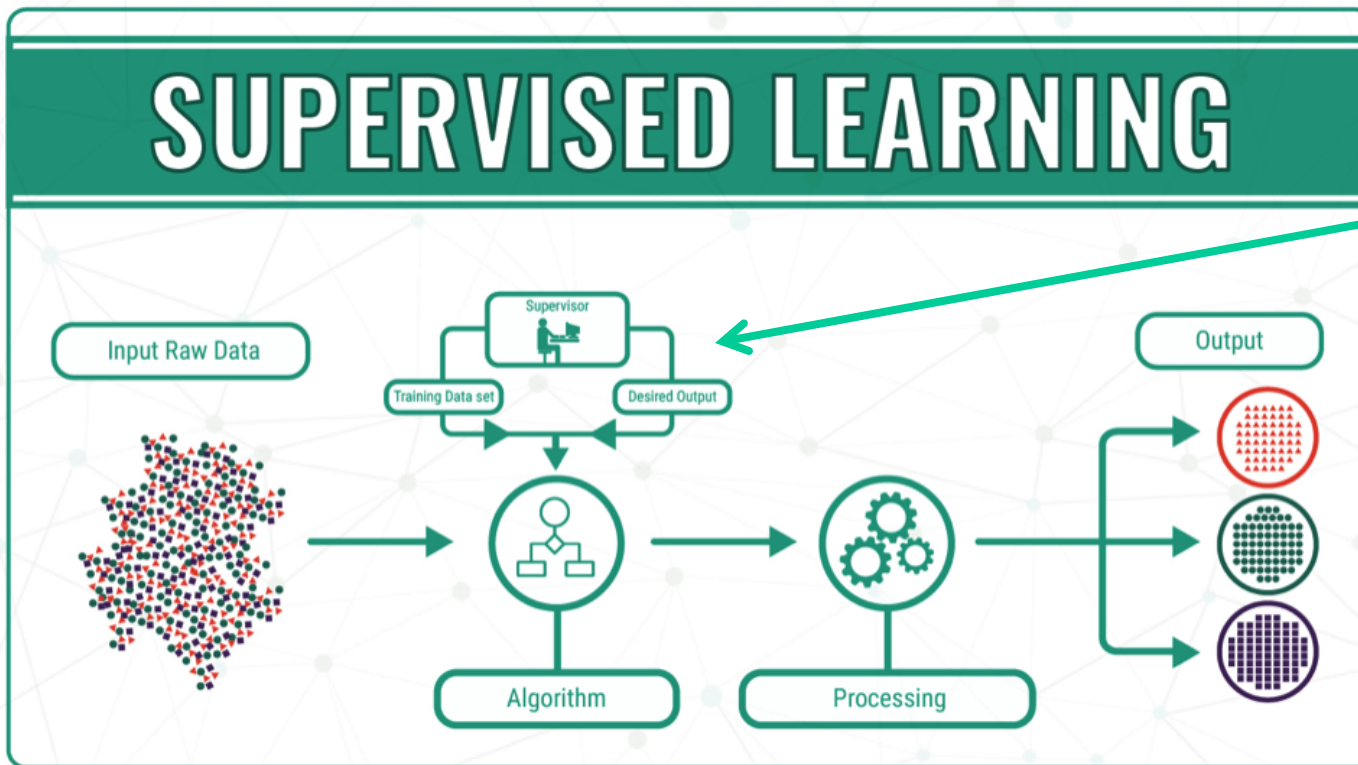 SUPERVISED LEARNING
Supervisor
Input Raw Data
Output
Training Data set
Desired Output
Algorithm
Processing